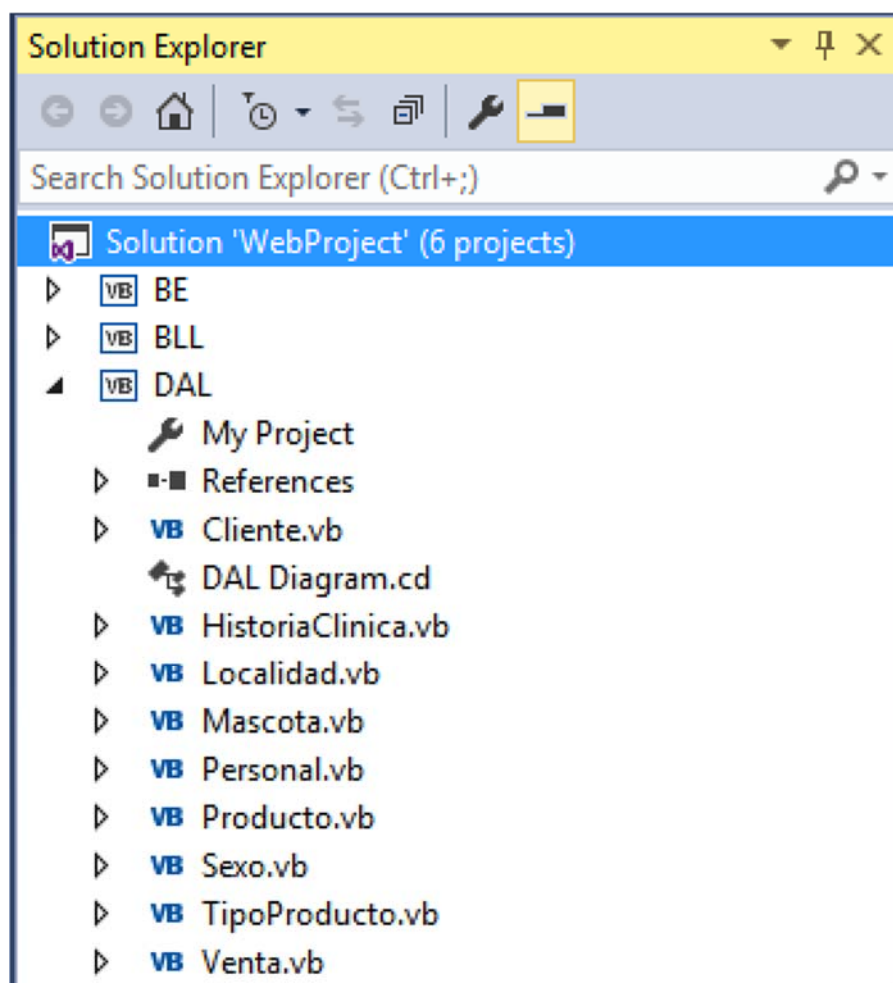 Solution Explorer
Search Solution Explorer (Ctrl+;)
Solution 'WebProject' (6 projects)
VB BE
VB BLL
VB DAL
My Project
References
VB Cliente.vb
DAL Diagram.cd
VB HistoriaClinica.vb
VB Localidad.vb
VB Mascota.vb
VB Personal.vb
VB Producto.vb
VB Sexo.vb
VB TipoProducto.vb
VB Venta.vb